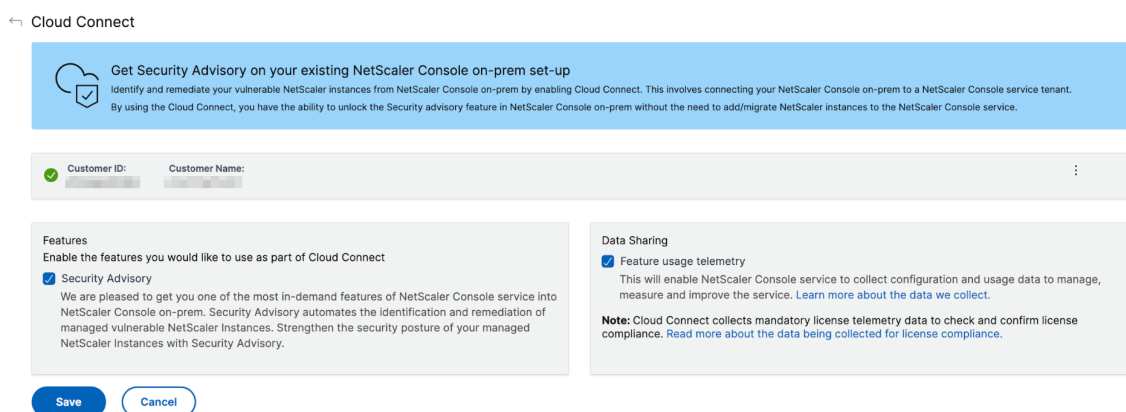 Cloud Connect
Get Security Advisory on your existing NetScaler Console on-prem set-up
Identify and remediate your vulnerable NetScaler instances from NetScaler Console on-prem by enabling Cloud Connect. This involves connecting your NetScaler Console on-prem to a NetScaler Console service tenant.
By using the Cloud Connect, you have the ability to unlock the Security advisory feature in NetScaler Console on-prem without the need to add/migrate NetScaler instances to the NetScaler Console service.
Customer ID:
Customer Name:
Features
Enable the features you would like to use as part of Cloud Connect
Security Advisory
We are pleased to get you one of the most in-demand features of NetScaler Console service into
NetScaler Console on-prem. Security Advisory automates the identification and remediation of
managed vulnerable NetScaler Instances. Strengthen the security posture of your managed
NetScaler Instances with Security Advisory.
Data Sharing
Feature usage telemetry
This will enable NetScaler Console service to collect configuration and usage data to manage,
measure and improve the service. Learn more about the data we collect.
Note: Cloud Connect collects mandatory license telemetry data to check and confirm license
compliance. Read more about the data being collected for license compliance.
Save
Cancel